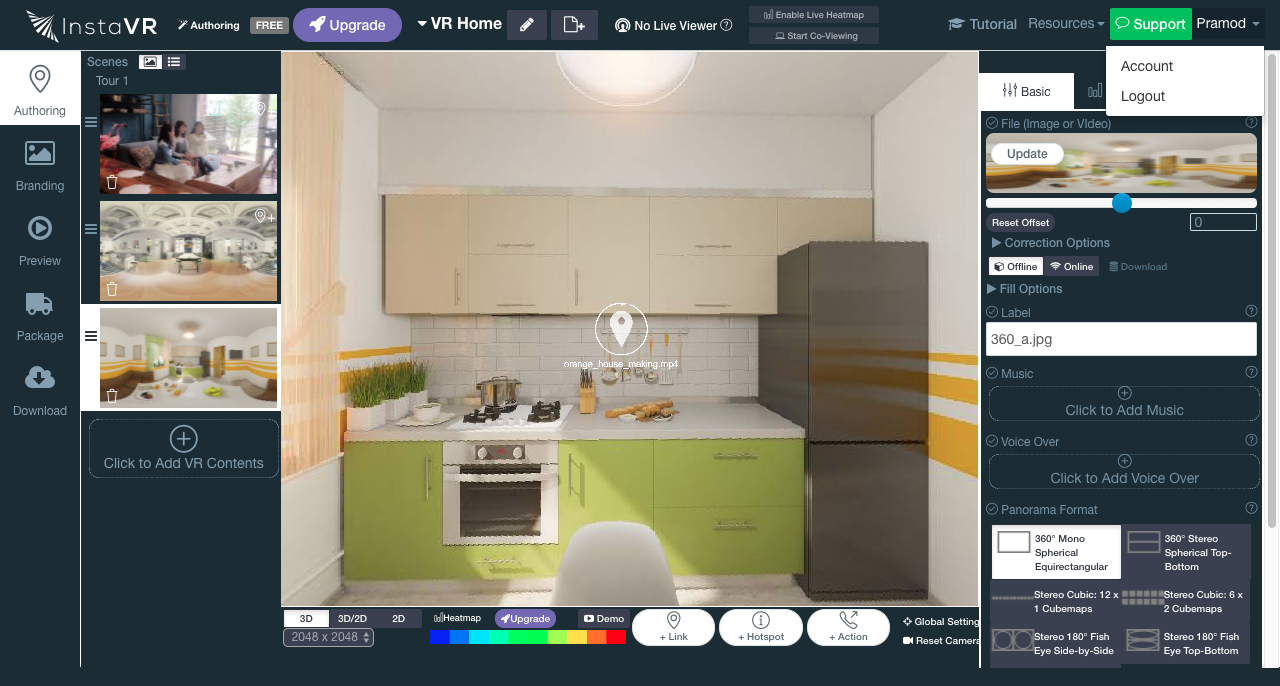 InstaVR
Authoring
FREE
Upgrade
VR Home
No Live Viewer
Enable Live Heatmap
Start Co-Viewing
Tutorial
Resources
Support
Pramod
Account
Logout
Authoring
Branding
Preview
Package
Download
Scenes
Tour 1
Click to Add VR Contents
orange_house_making.mp4
3D
3D/2D
2D
2048 x 2048
Heatmap
Upgrade
Demo
+ Link
+ Hotspot
+ Action
Global Setting
Reset Camera
Basic
File (Image or VIdeo)
Update
Reset Offset
0
Correction Options
Offline
Online
Download
Fill Options
Label
360_a.jpg
Music
Click to Add Music
Voice Over
Click to Add Voice Over
Panorama Format
360° Mono
Spherical
Equirectangular
360° Stereo
Spherical Top-
Bottom
Stereo Cubic: 12 x
1 Cubemaps
Stereo Cubic: 6 x
2 Cubemaps
Stereo 180° Fish
Eye Side-by-Side
Stereo 180° Fish
Eye Top-Bottom